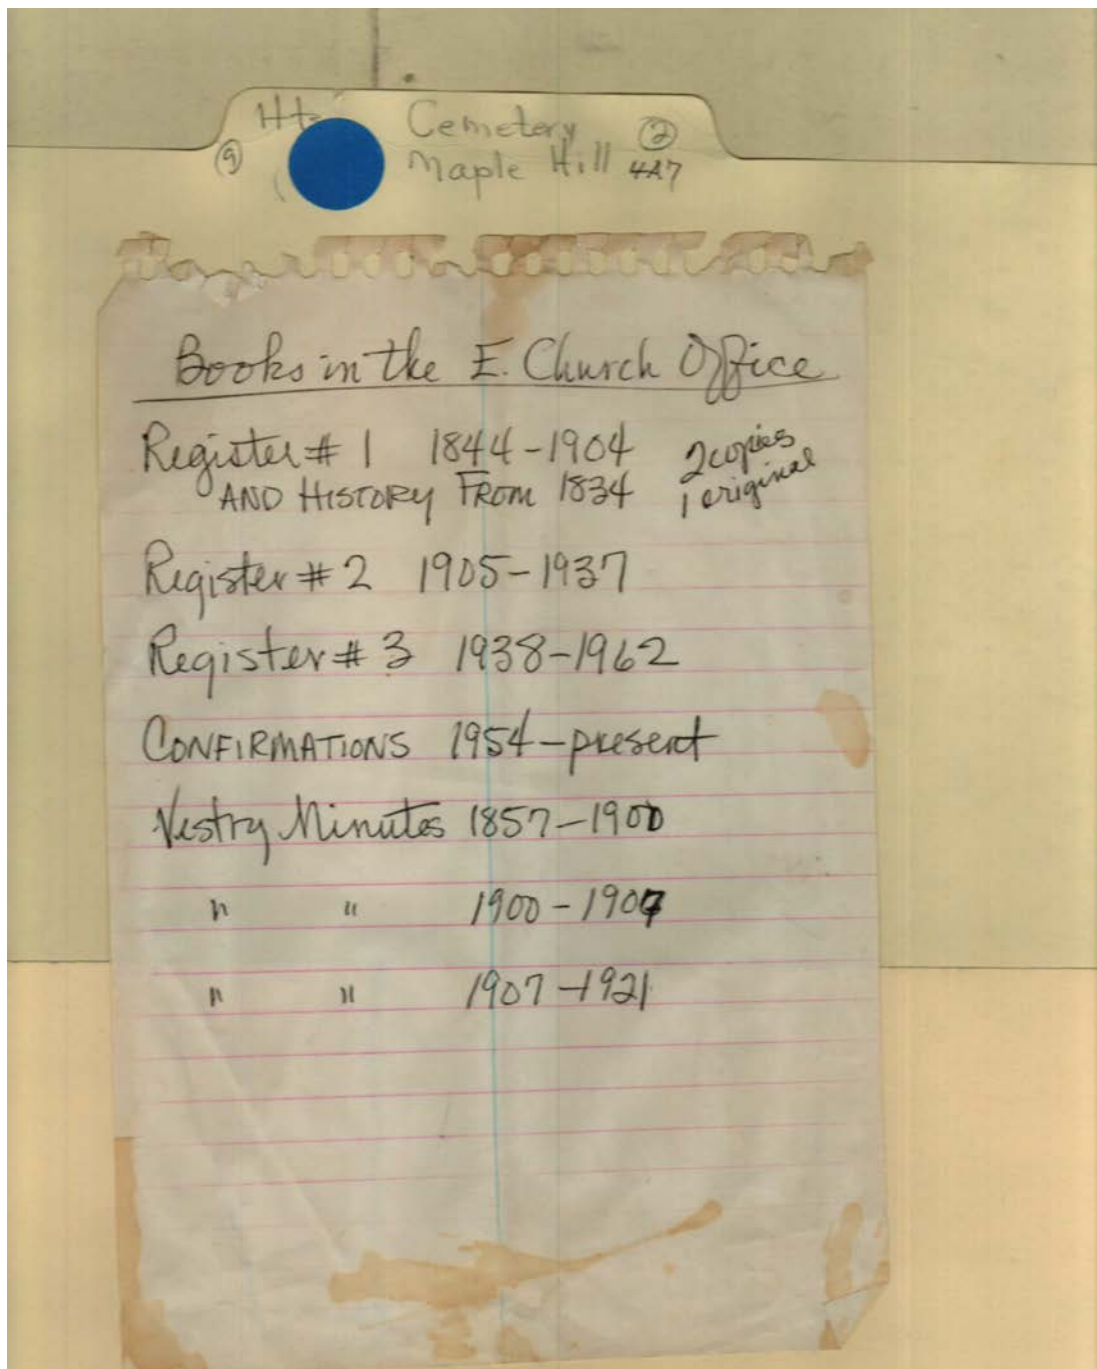 Cemetery ②
⑨ Maple Hill 4A7
Books in the E. Church Office
Register # 1 1844-1904 2 copies
AND HISTORY FROM 1834 1 original
Register # 2 1905-1937
Register # 3 1938-1962
CONFIRMATIONS 1954-present
Vestry Minutes 1857-1900
" " 1900-1907
" " 1907-1921